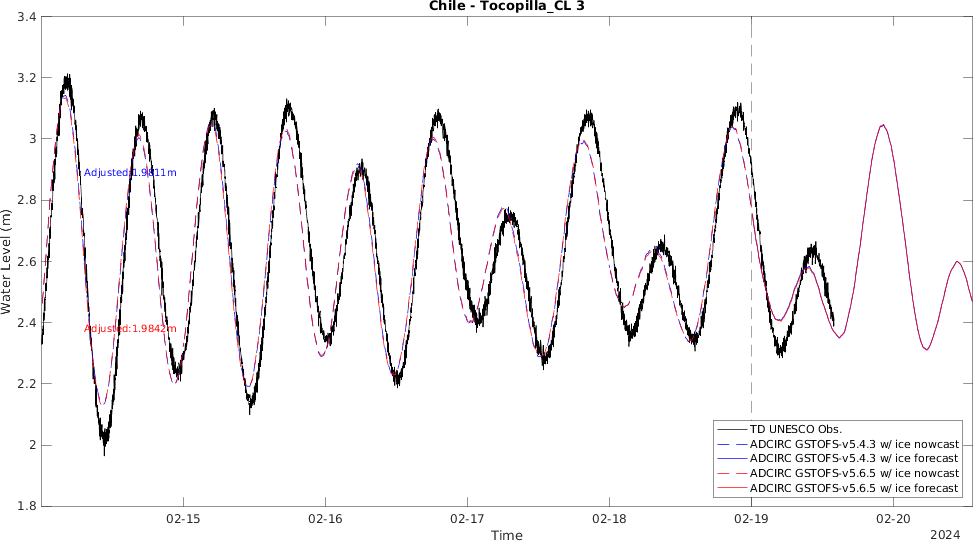 Chile - Tocopilla_CL 3
3.4
3.2
3
2.8
2.6
2.4
2.2
2
1.8
Water Level (m)
Adjusted:1.9811m
Adjusted:1.9842m
TD UNESCO Obs.
ADCIRC GSTOFS-v5.4.3 w/ ice nowcast
ADCIRC GSTOFS-v5.4.3 w/ ice forecast
ADCIRC GSTOFS-v5.6.5 w/ ice nowcast
ADCIRC GSTOFS-v5.6.5 w/ ice forecast
02-15 02-16 02-17 02-18 02-19 02-20
Time
2024